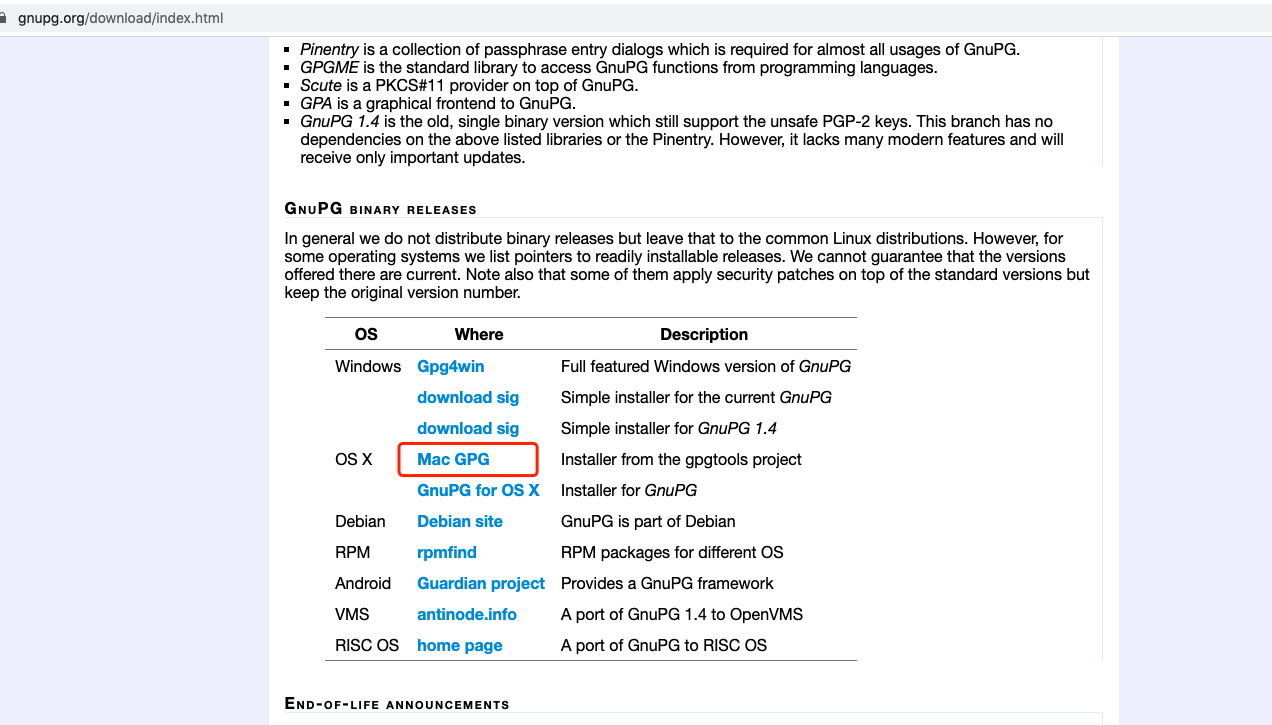 gnupg.org/download/index.html
▪ Pinentry is a collection of passphrase entry dialogs which is required for almost all usages of GnuPG.
▪ GPGME is the standard library to access GnuPG functions from programming languages.
▪ Scute is a PKCS#11 provider on top of GnuPG.
▪ GPA is a graphical frontend to GnuPG.
▪ GnuPG 1.4 is the old, single binary version which still support the unsafe PGP-2 keys. This branch has no
dependencies on the above listed libraries or the Pinentry. However, it lacks many modern features and will
receive only important updates.
GnuPG binary releases
In general we do not distribute binary releases but leave that to the common Linux distributions. However, for
some operating systems we list pointers to readily installable releases. We cannot guarantee that the versions
offered there are current. Note also that some of them apply security patches on top of the standard versions but
keep the original version number.
OS Where Description
Windows Gpg4win Full featured Windows version of GnuPG
download sig Simple installer for the current GnuPG
download sig Simple installer for GnuPG 1.4
OS X Mac GPG Installer from the gpgtools project
GnuPG for OS X Installer for GnuPG
Debian Debian site GnuPG is part of Debian
RPM rpmfind RPM packages for different OS
Android Guardian project Provides a GnuPG framework
VMS antinode.info A port of GnuPG 1.4 to OpenVMS
RISC OS home page A port of GnuPG to RISC OS
End-of-life announcements